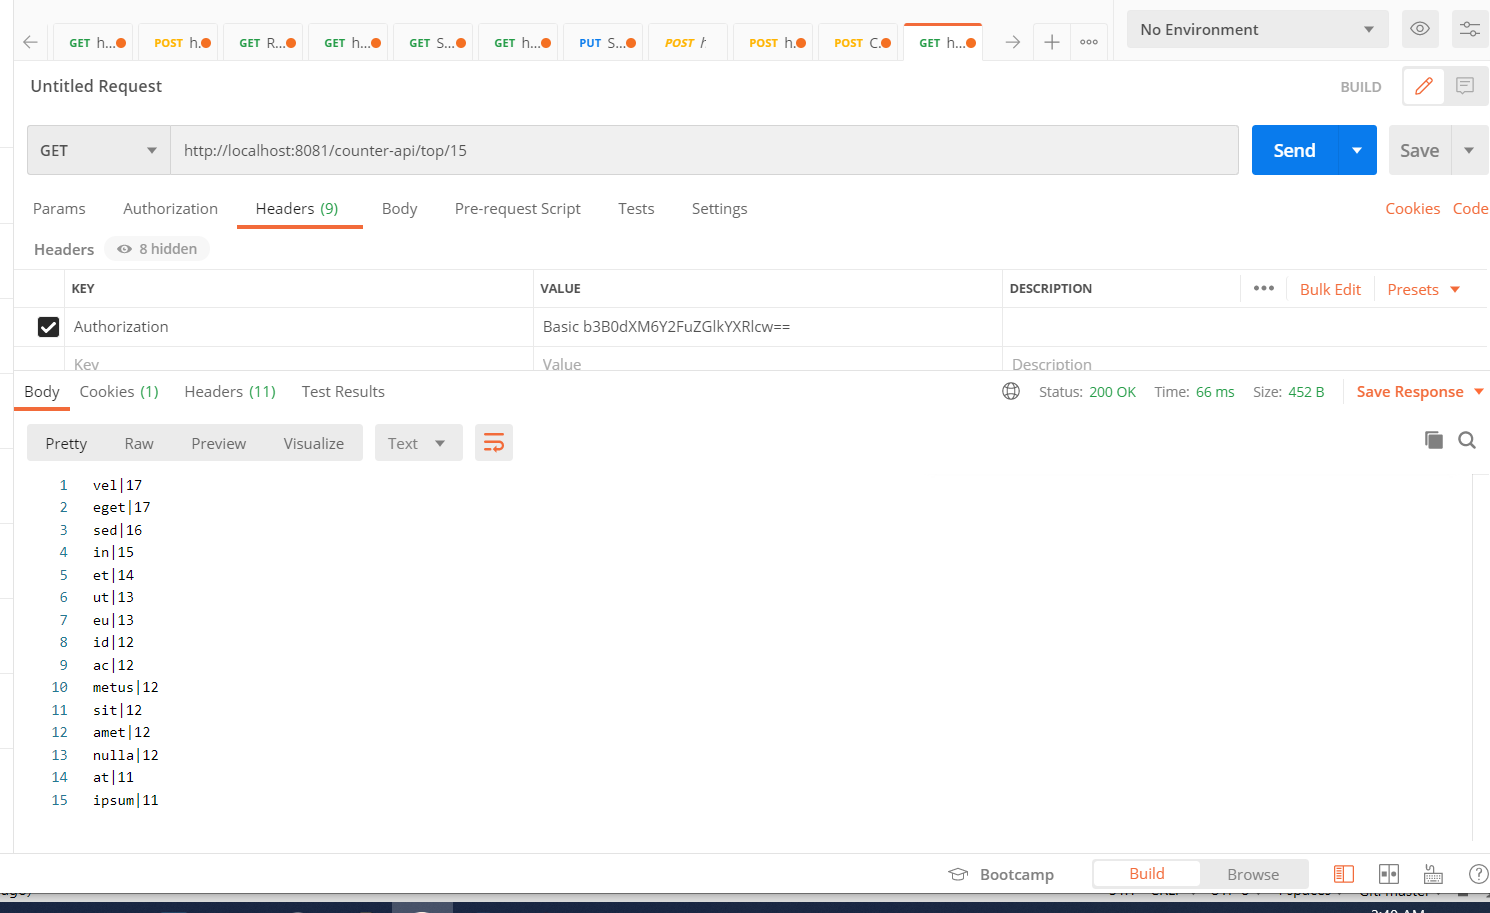 GET h... POST h. GET R... GET h... GET S... GET h... PUT S... POST h POST h. POST C. GET h... No Environment
Untitled Request BUILD
GET http://localhost:8081/counter-api/top/15 Send Save
Params Authorization Headers (9) Body Pre-request Script Tests Settings Cookies Code
Headers 8 hidden
KEY VALUE DESCRIPTION Bulk Edit Presets
Authorization Basic b3B0dXM6Y2FuZGlkYXRlcw==
Key Value Description
Body Cookies (1) Headers (11) Test Results Status: 200 OK Time: 66 ms Size: 452 B Save Response
Pretty Raw Preview Visualize Text
1 vel|17
2 eget|17
3 sed|16
4 in|15
5 et|14
6 ut|13
7 eu|13
8 id|12
9 ac|12
10 metus|12
11 sit|12
12 amet|12
13 nulla|12
14 at|11
15 ipsum|11
Bootcamp Build Browse